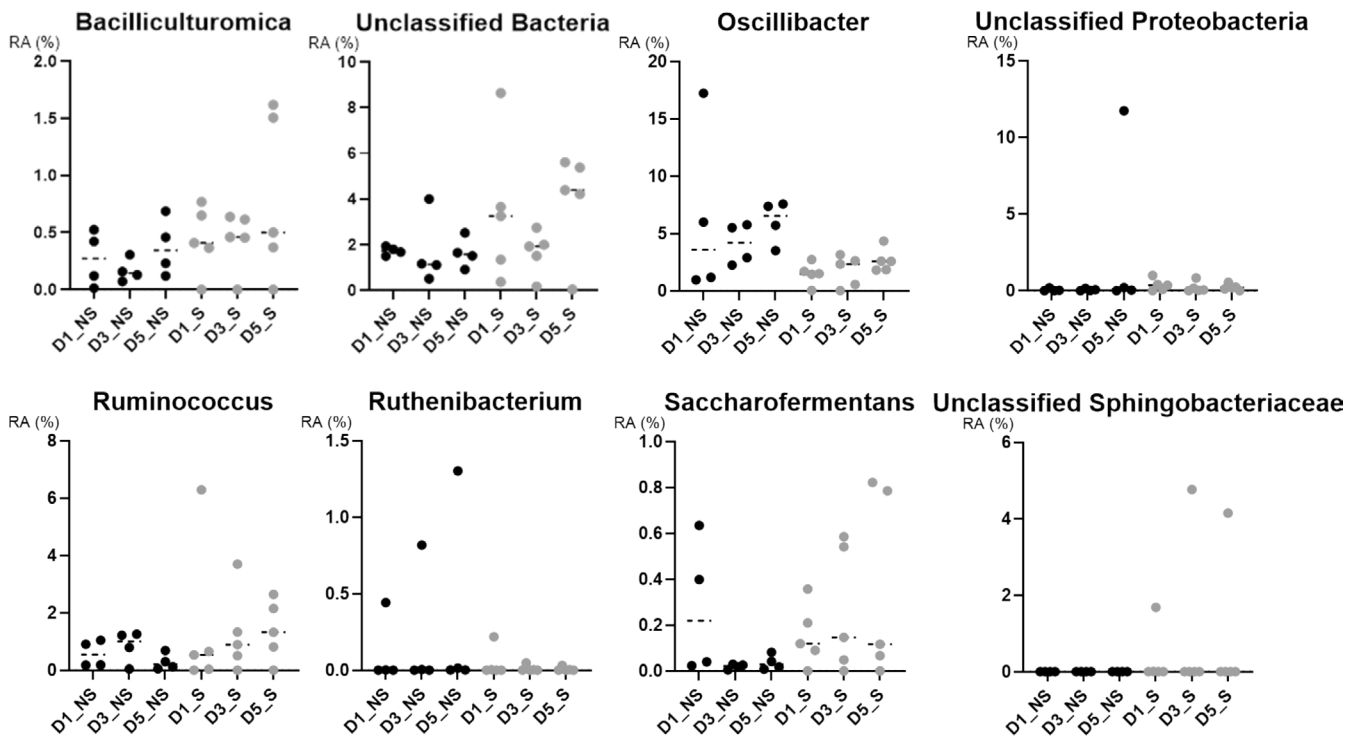 Bacilliculturomica
RA (%)
2.0
1.5
1.0
0.5
0.0
D1_NS
D3_NS
D5_NS
D1_S
D3_S
D5_S
Unclassified Bacteria
RA (%)
10
8
6
4
2
0
D1_NS
D3_NS
D5_NS
D1_S
D3_S
D5_S
Oscillibacter
RA (%)
20
15
10
5
0
D1_NS
D3_NS
D5_NS
D1_S
D3_S
D5_S
Unclassified Proteobacteria
RA (%)
15
10
5
0
D1_NS
D3_NS
D5_NS
D1_S
D3_S
D5_S
Ruminococcus
RA (%)
8
6
4
2
0
D1_NS
D3_NS
D5_NS
D1_S
D3_S
D5_S
Ruthenibacterium
RA (%)
1.5
1.0
0.5
0.0
D1_NS
D3_NS
D5_NS
D1_S
D3_S
D5_S
Saccharofermentans
RA (%)
1.0
0.8
0.6
0.4
0.2
0.0
D1_NS
D3_NS
D5_NS
D1_S
D3_S
D5_S
Unclassified Sphingobacteriaceae
RA (%)
6
4
2
0
D1_NS
D3_NS
D5_NS
D1_S
D3_S
D5_S